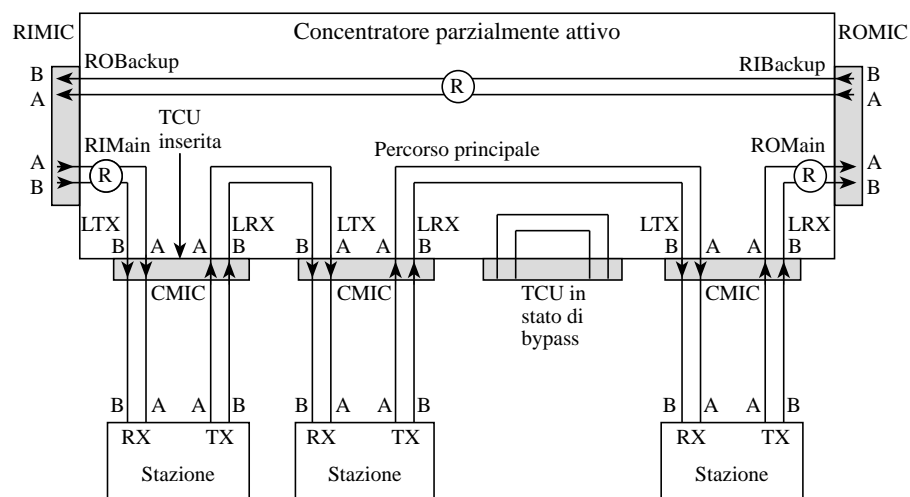 RIMIC
Concentratore parzialmente attivo
ROMIC
B
ROBackup
RIBackup
B
R
A
A
TCU
inserita
RIMain
Percorso principale
ROMain
A
A
R
R
B
B
LTX
LRX
LTX
LRX
LTX
LRX
B A A B B A A B B A A B
CMIC
CMIC
TCU in
stato di
bypass
CMIC
B A A B B A A B B A A B
RX TX RX TX RX TX
Stazione
Stazione
Stazione